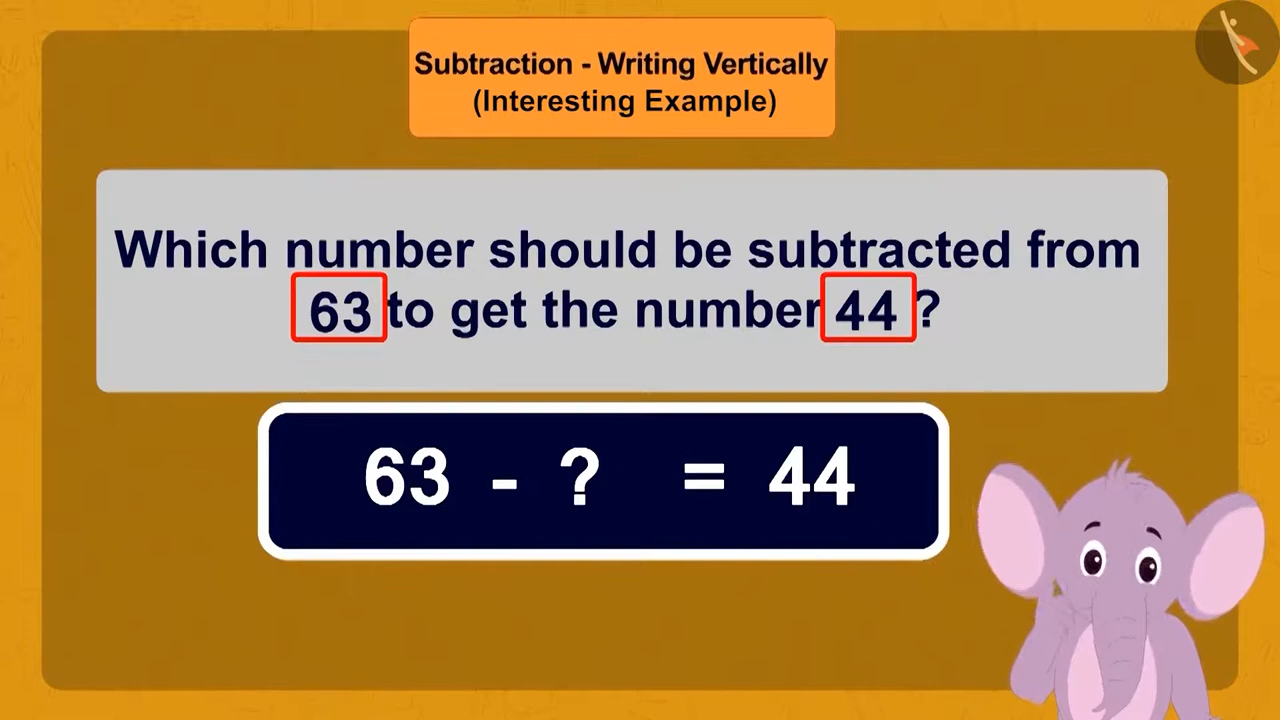 Subtraction - Writing Vertically
(Interesting Example)
Which number should be subtracted from
63 to get the number 44 ?
63 - ? = 44